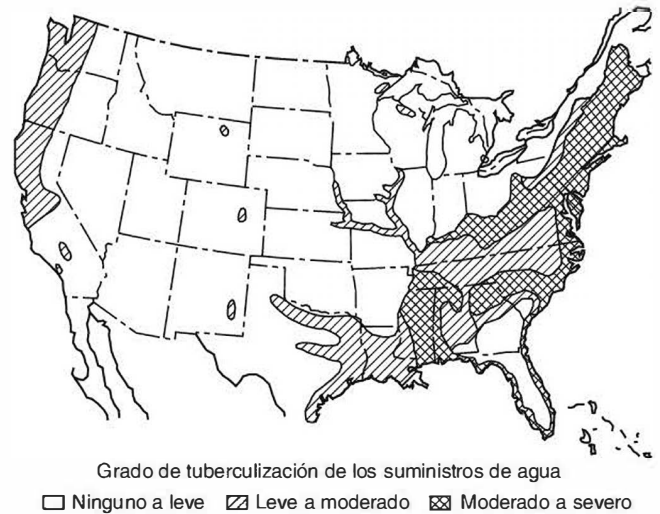 Grado de tuberculización de los suministros de agua
Ninguno a leve Leve a moderado Moderado a severo